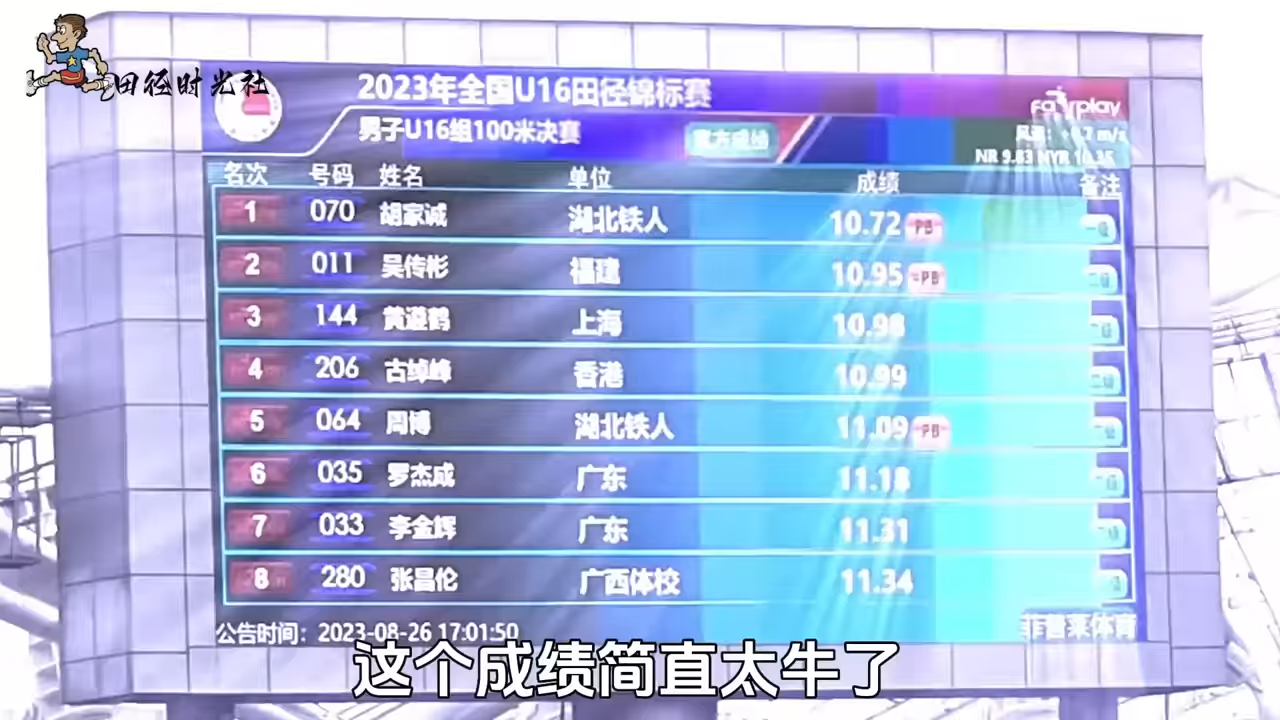 田径时光社
2023年全国U16田径锦标赛
fairplay
男子U16组100米决赛
官方成绩
NR 9.83 NYR 10.35
名次 号码 姓名 单位 成绩 备注
1 070 胡家诚 湖北铁人 10.72 PB
2 011 吴传彬 福建 10.95 =PB
3 144 黄遵鹤 上海 10.98
4 206 古绰峰 香港 10.99
5 064 周博 湖北铁人 11.09 PB
6 035 罗杰成 广东 11.18
7 033 李金辉 广东 11.31
8 280 张昌伦 广西体校 11.34
公告时间：2023-08-26 17:01:50
菲普莱体育
这个成绩简直太牛了